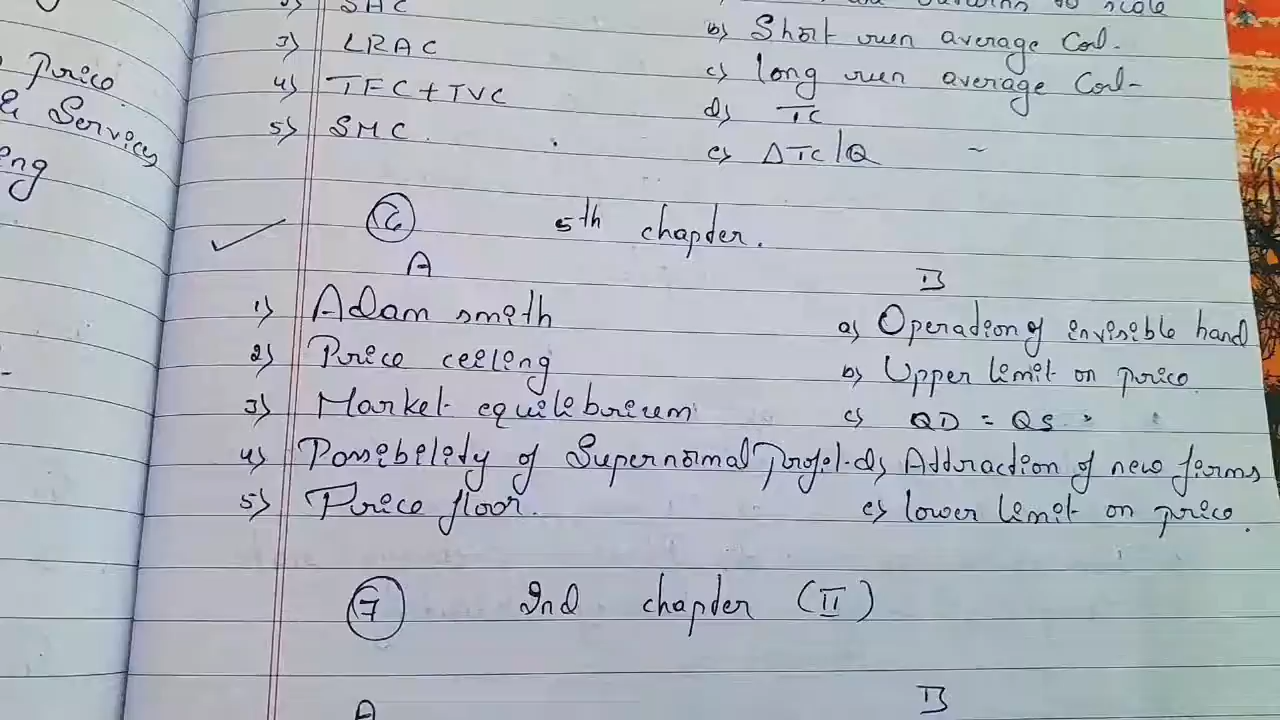 Price
& Services
SAC
3) LRAC b) Short run average Cost.
4) TFC + TVC c) long run average Cost-
5) SMC. d) TC
e) ΔTC/Q
6 5th chapter.
A B
1) Adam smith a) Operation of invisible hand
2) Price ceiling b) Upper limit on price
3) Market equilibrium c) QD = QS
4) Possibility of Supernormal Profit. d) Attraction of new firms
5) Price floor. e) lower limit on price.
7 2nd chapter (II)
A B